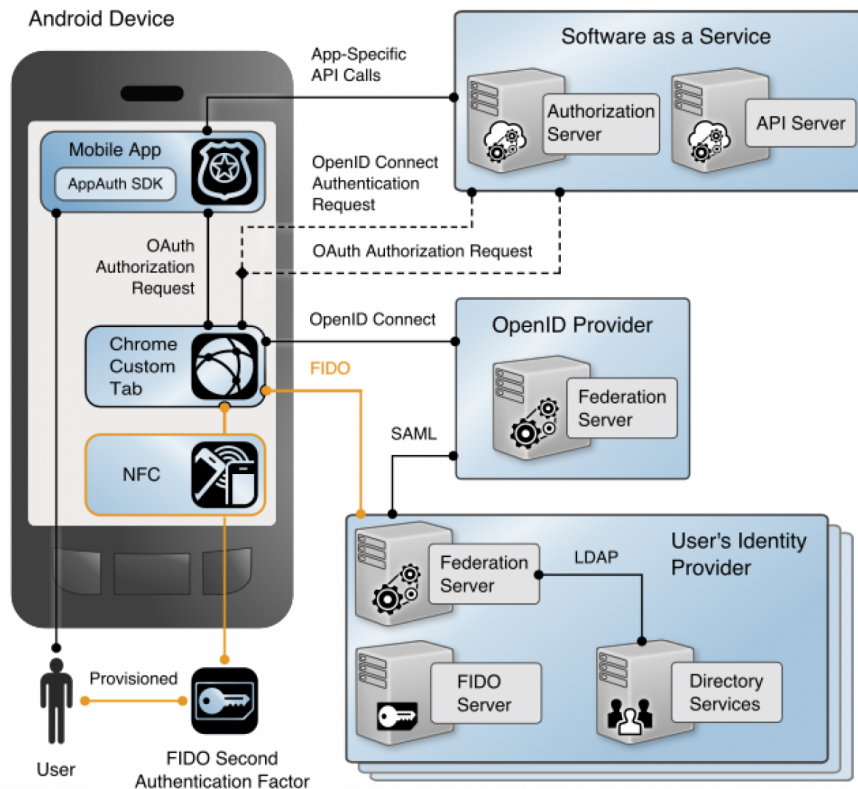 Android Device
Software as a Service
App-Specific
API Calls
Authorization
Server
API Server
Mobile App
AppAuth SDK
OpenID Connect
Authentication
Request
OAuth
Authorization
Request
OAuth Authorization Request
OpenID Connect
OpenID Provider
Chrome
Custom
Tab
FIDO
Federation
Server
SAML
NFC
User's Identity
Provider
Federation
Server
LDAP
FIDO
Server
Directory
Services
Provisioned
User
FIDO Second
Authentication Factor